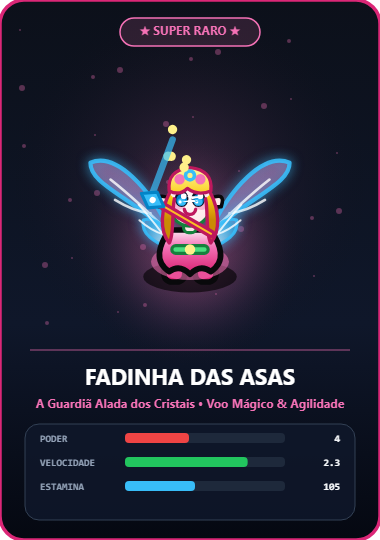 ★ SUPER RARO ★
FADINHA DAS ASAS
A Guardiã Alada dos Cristais • Voo Mágico & Agilidade
PODER 4
VELOCIDADE 2.3
ESTAMINA 105